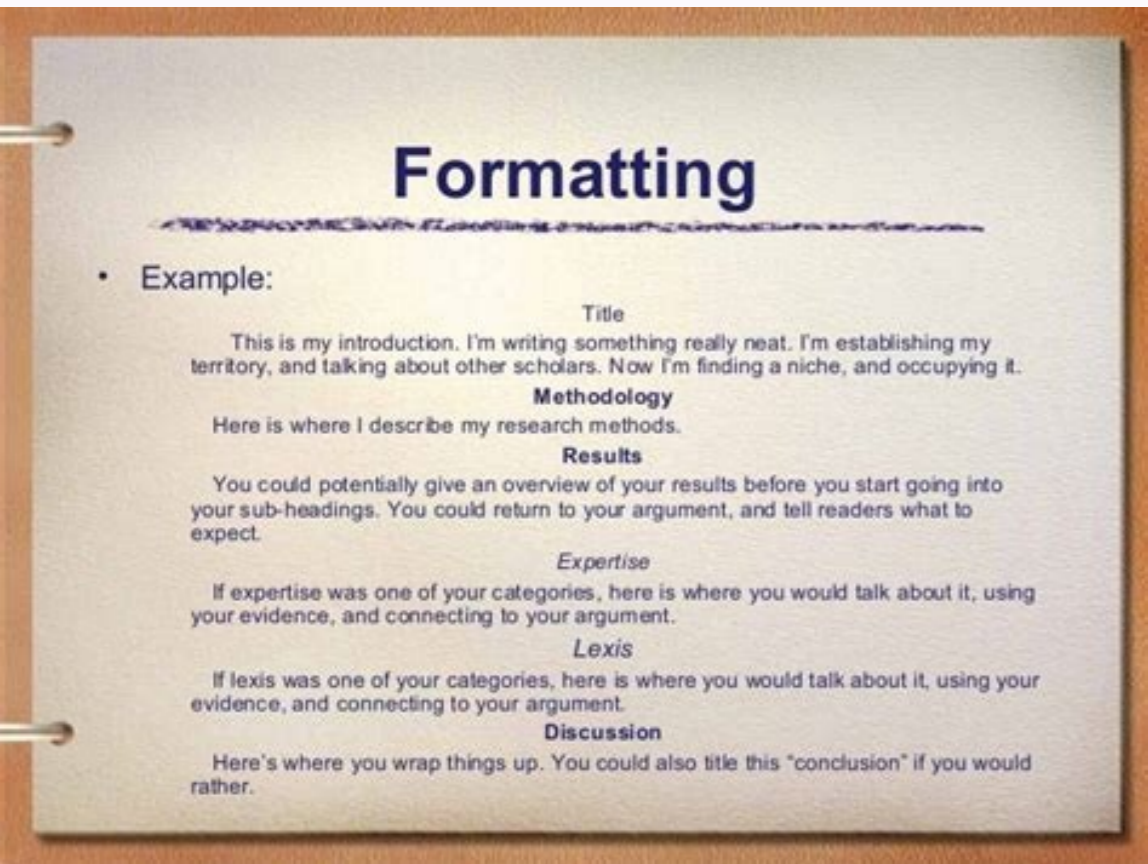 Formatting
• Example:
Title
This is my introduction. I'm writing something really neat. I'm establishing my
territory, and talking about other scholars. Now I'm finding a niche, and occupying it.
Methodology
Here is where I describe my research methods.
Results
You could potentially give an overview of your results before you start going into
your sub-headings. You could return to your argument, and tell readers what to
expect.
Expertise
If expertise was one of your categories, here is where you would talk about it, using
your evidence, and connecting to your argument.
Lexis
If lexis was one of your categories, here is where you would talk about it, using your
evidence, and connecting to your argument.
Discussion
Here's where you wrap things up. You could also title this "conclusion" if you would
rather.